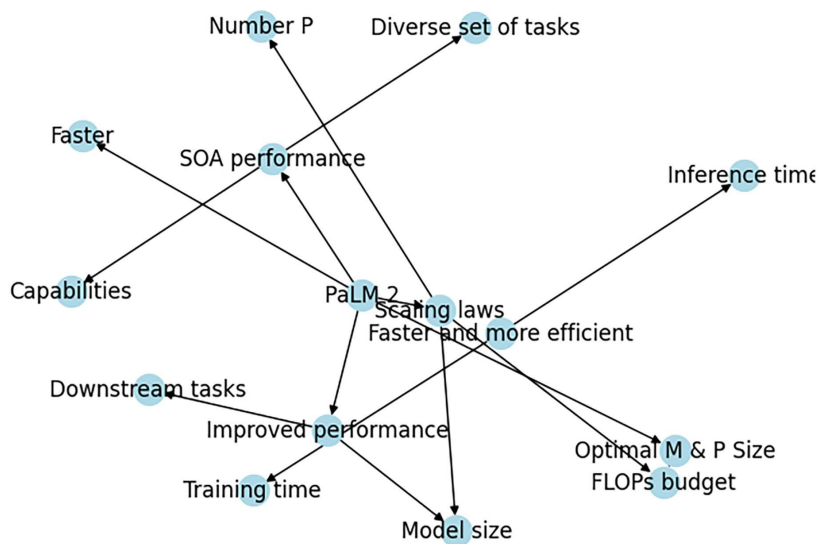 Number P
Diverse set of tasks
Faster
SOA performance
Inference time
Capabilities
PaLM 2
Scaling laws
Faster and more efficient
Downstream tasks
Improved performance
Optimal M & P Size
FLOPs budget
Training time
Model size